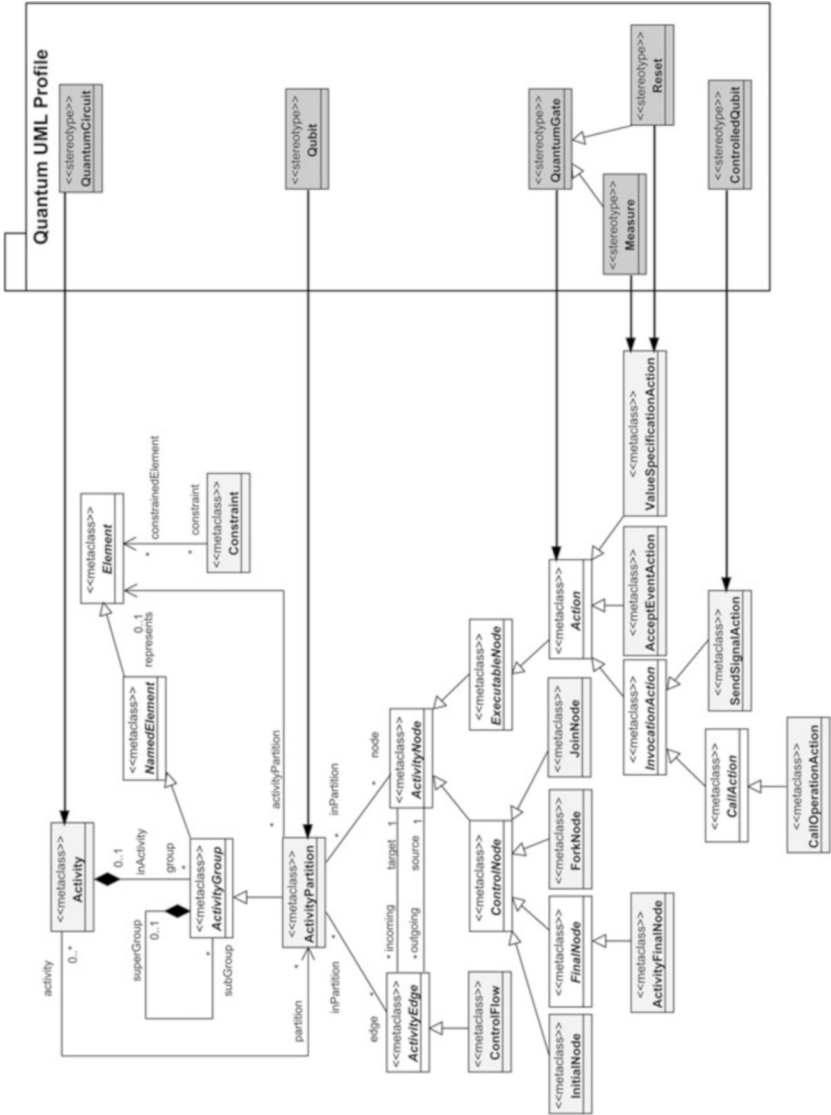 Quantum UML Profile
<<stereotype>>
QuantumCircuit
<<stereotype>>
Qubit
<<stereotype>>
QuantumGate
<<stereotype>>
Reset
<<stereotype>>
Measure
<<stereotype>>
ControlledQubit
<<metaclass>>
Element
* constrainedElement
* constraint
<<metaclass>>
Constraint
0..1
represents
<<metaclass>>
NamedElement
activity
0..*
<<metaclass>>
Activity
0..1
inActivity
group
*
<<metaclass>>
ActivityGroup
superGroup
0..1
*
subGroup
* activityPartition
partition *
<<metaclass>>
ActivityPartition
* inPartition
* node
*
inPartition
*
edge
<<metaclass>>
ActivityNode
target 1
source 1
* incoming
* outgoing
<<metaclass>>
ActivityEdge
<<metaclass>>
ControlFlow
<<metaclass>>
ExecutableNode
<<metaclass>>
ControlNode
<<metaclass>>
InitialNode
<<metaclass>>
FinalNode
<<metaclass>>
ForkNode
<<metaclass>>
JoinNode
<<metaclass>>
ActivityFinalNode
<<metaclass>>
Action
<<metaclass>>
InvocationAction
<<metaclass>>
AcceptEventAction
<<metaclass>>
ValueSpecificationAction
<<metaclass>>
CallAction
<<metaclass>>
SendSignalAction
<<metaclass>>
CallOperationAction